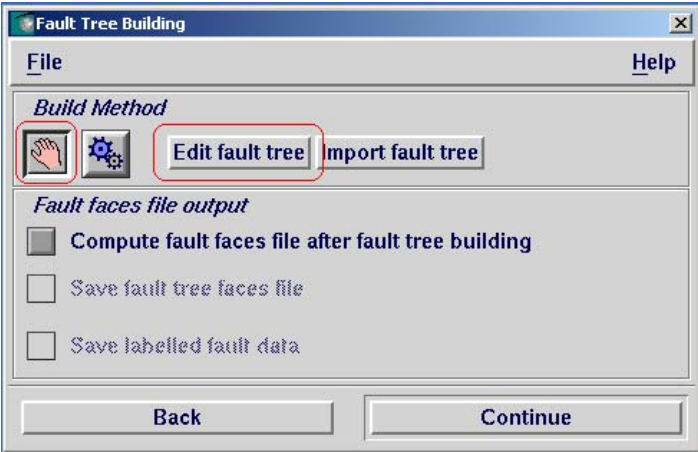 Fault Tree Building
File Help
Build Method
Edit fault tree Import fault tree
Fault faces file output
Compute fault faces file after fault tree building
Save fault tree faces file
Save labelled fault data
Back Continue